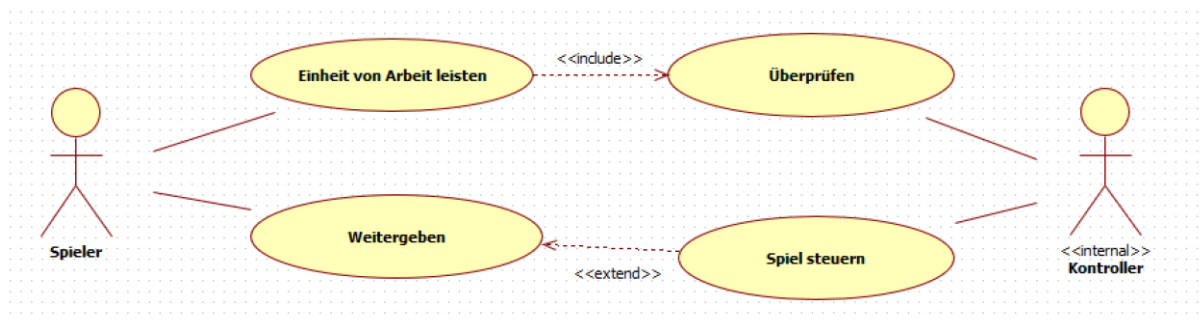 Einheit von Arbeit leisten
<<include>>
Überprüfen
Spieler
Weitergeben
<<extend>>
Spiel steuern
<<internal>>
Kontroller